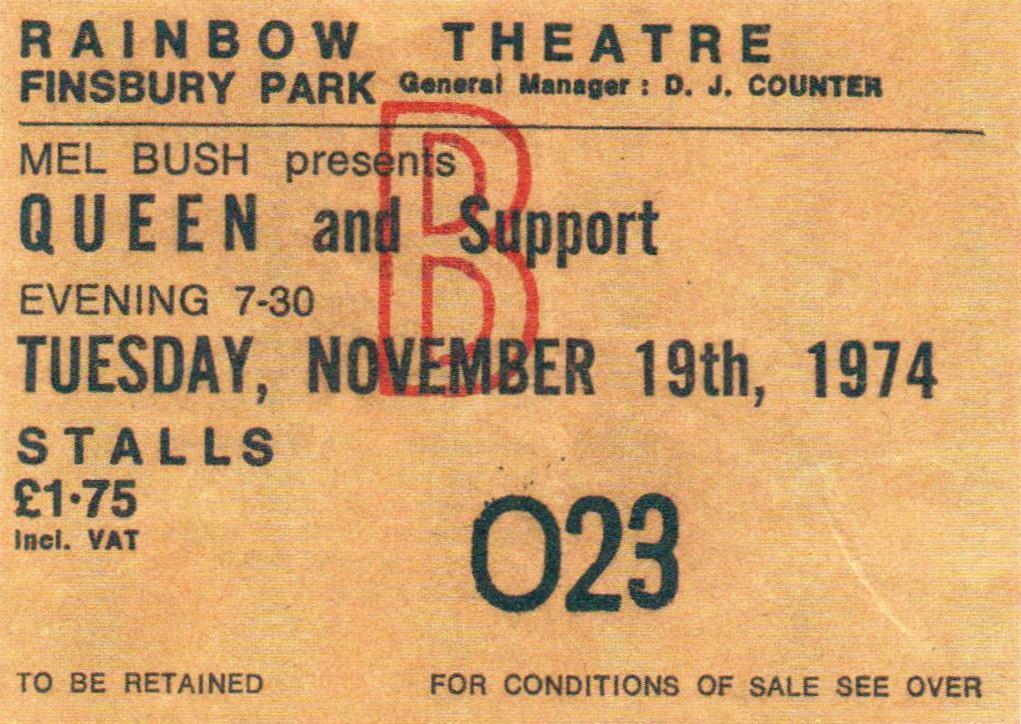 RAINBOW THEATRE
FINSBURY PARK General Manager : D. J. COUNTER
MEL BUSH presents
QUEEN and Support
B
EVENING 7-30
TUESDAY, NOVEMBER 19th, 1974
STALLS
£1·75
Incl. VAT
O23
TO BE RETAINED FOR CONDITIONS OF SALE SEE OVER